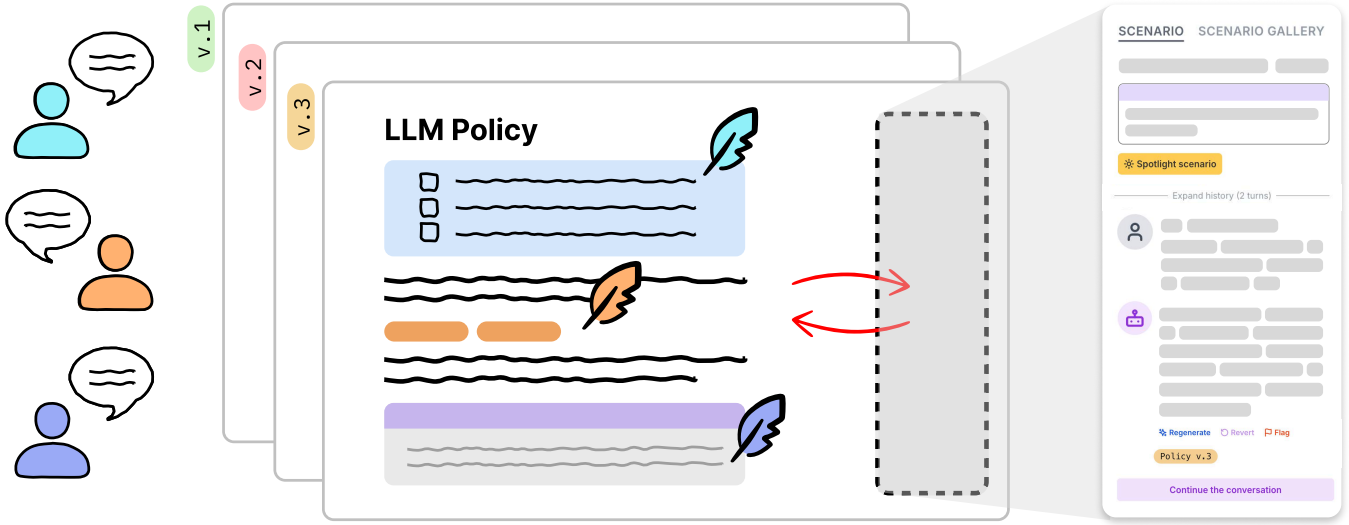 v.1
v.2
v.3
LLM Policy
SCENARIO SCENARIO GALLERY
Spotlight scenario
Expand history (2 turns)
Regenerate Revert Flag
Policy v.3
Continue the conversation